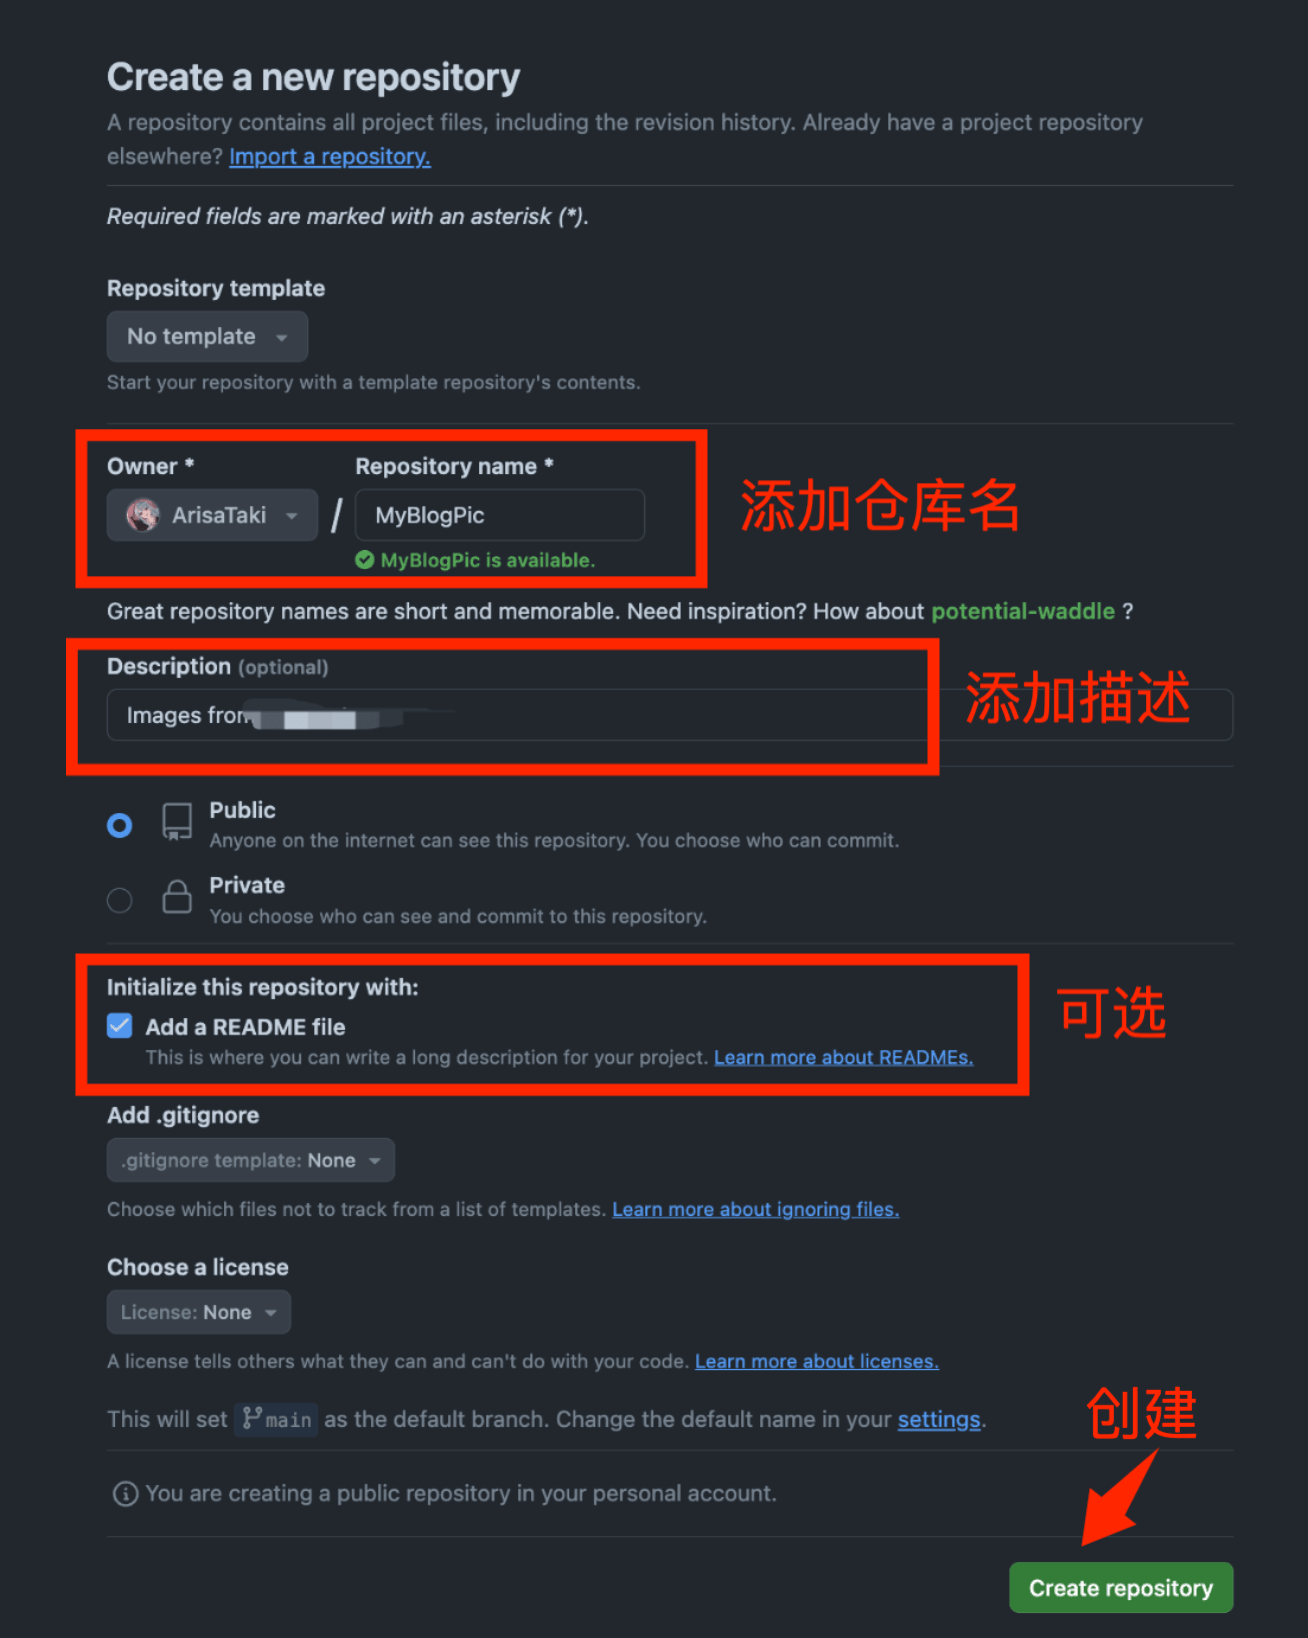 Create a new repository
A repository contains all project files, including the revision history. Already have a project repository
elsewhere? Import a repository.
Required fields are marked with an asterisk (*).
Repository template
No template
Start your repository with a template repository's contents.
Owner * Repository name *
ArisaTaki / MyBlogPic
添加仓库名
MyBlogPic is available.
Great repository names are short and memorable. Need inspiration? How about potential-waddle ?
Description (optional)
添加描述
Images from
Public
Anyone on the internet can see this repository. You choose who can commit.
Private
You choose who can see and commit to this repository.
Initialize this repository with:
可选
Add a README file
This is where you can write a long description for your project. Learn more about READMEs.
Add .gitignore
.gitignore template: None
Choose which files not to track from a list of templates. Learn more about ignoring files.
Choose a license
License: None
A license tells others what they can and can't do with your code. Learn more about licenses.
创建
This will set main as the default branch. Change the default name in your settings.
You are creating a public repository in your personal account.
Create repository